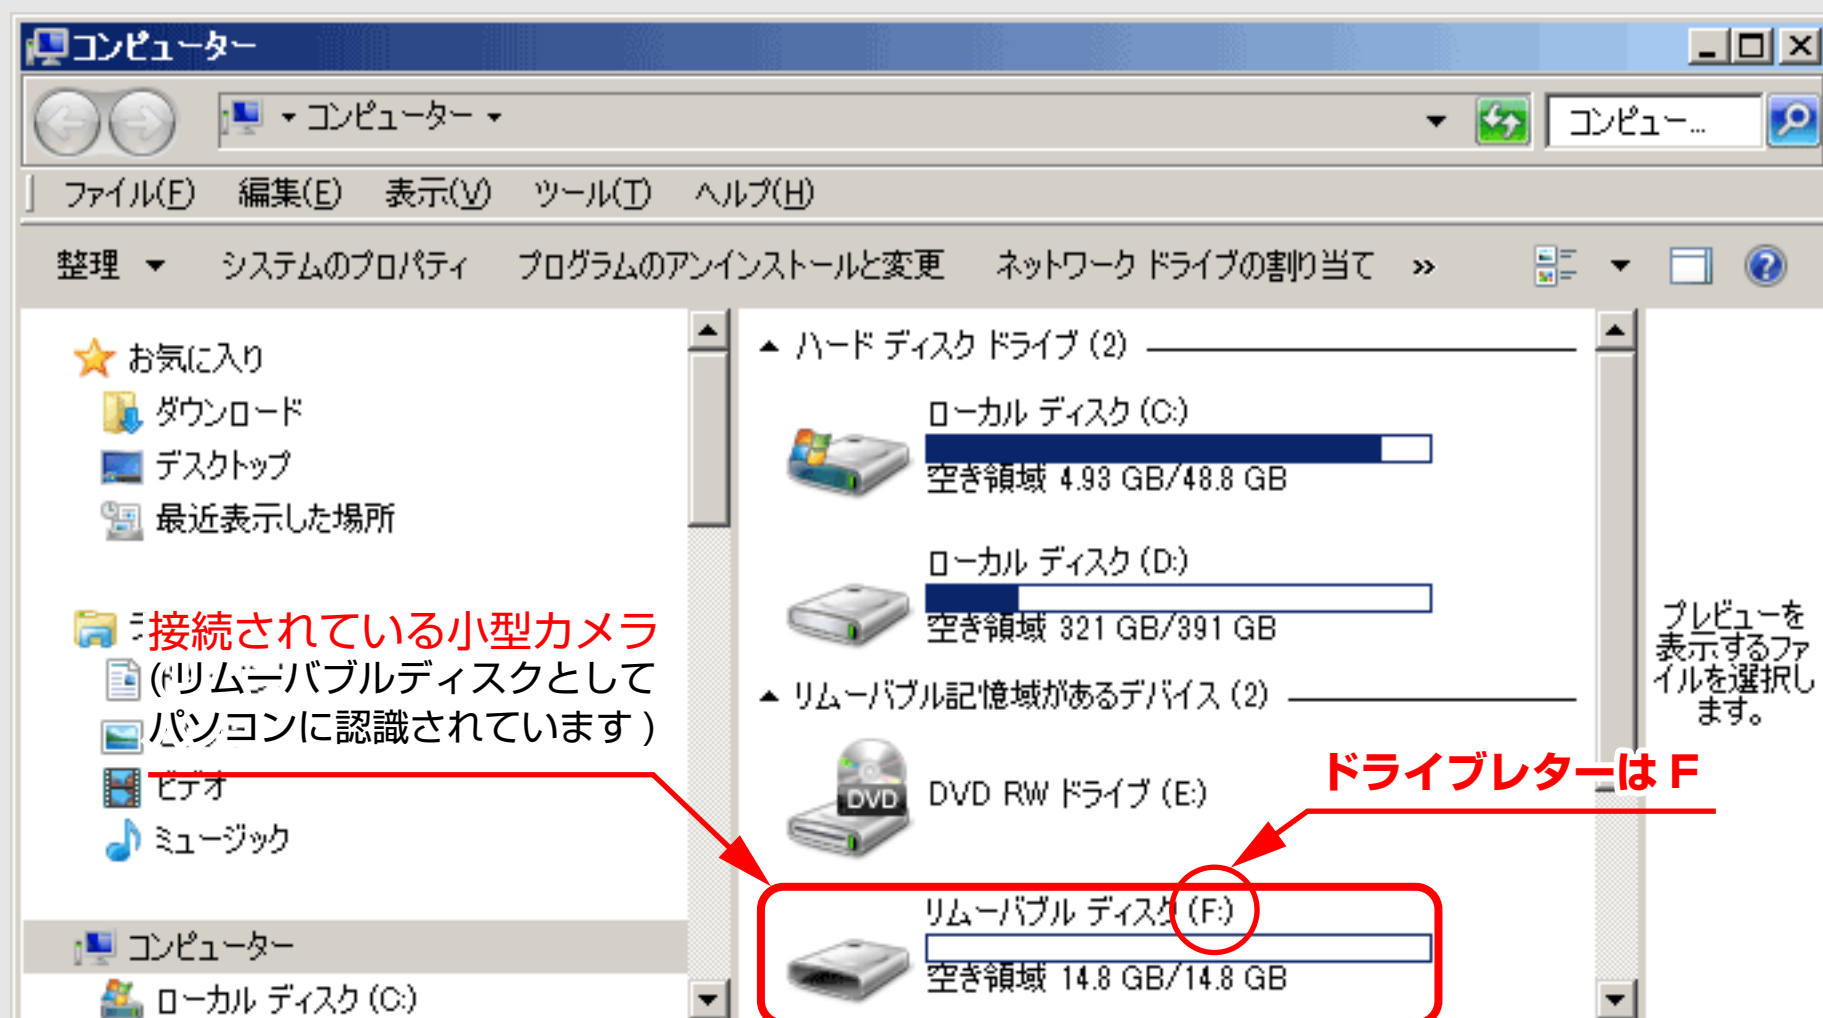 コンピューター
コンピューター
コンピュー...
ファイル(F) 編集(E) 表示(V) ツール(T) ヘルプ(H)
整理 システムのプロパティ プログラムのアンインストールと変更 ネットワーク ドライブの割り当て »
お気に入り
ダウンロード
デスクトップ
最近表示した場所
接続されている小型カメラ
(リムーバブルディスクとして
パソコンに認識されています)
ビデオ
ミュージック
コンピューター
ローカル ディスク (C:)
ハード ディスク ドライブ (2)
ローカル ディスク (C:)
空き領域 4.93 GB/48.8 GB
ローカル ディスク (D:)
空き領域 321 GB/391 GB
リムーバブル記憶域があるデバイス (2)
ドライブレターは F
DVD
DVD RW ドライブ (E:)
リムーバブル ディスク (F:)
空き領域 14.8 GB/14.8 GB
プレビューを
表示するファ
イルを選択し
ます。